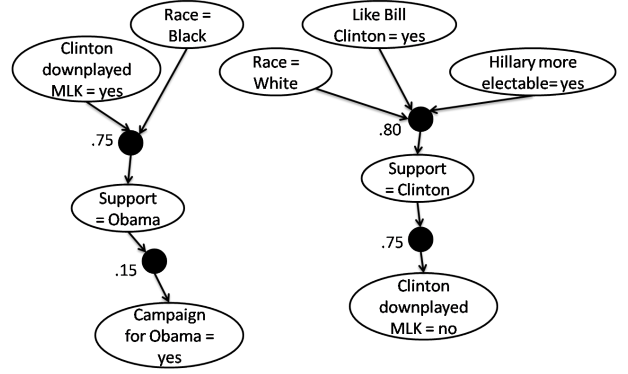 Race =
Black
Clinton
downplayed
MLK = yes
.75
Support
= Obama
.15
Campaign
for Obama =
yes
Like Bill
Clinton = yes
Race =
White
Hillary more
electable= yes
.80
Support
= Clinton
.75
Clinton
downplayed
MLK = no